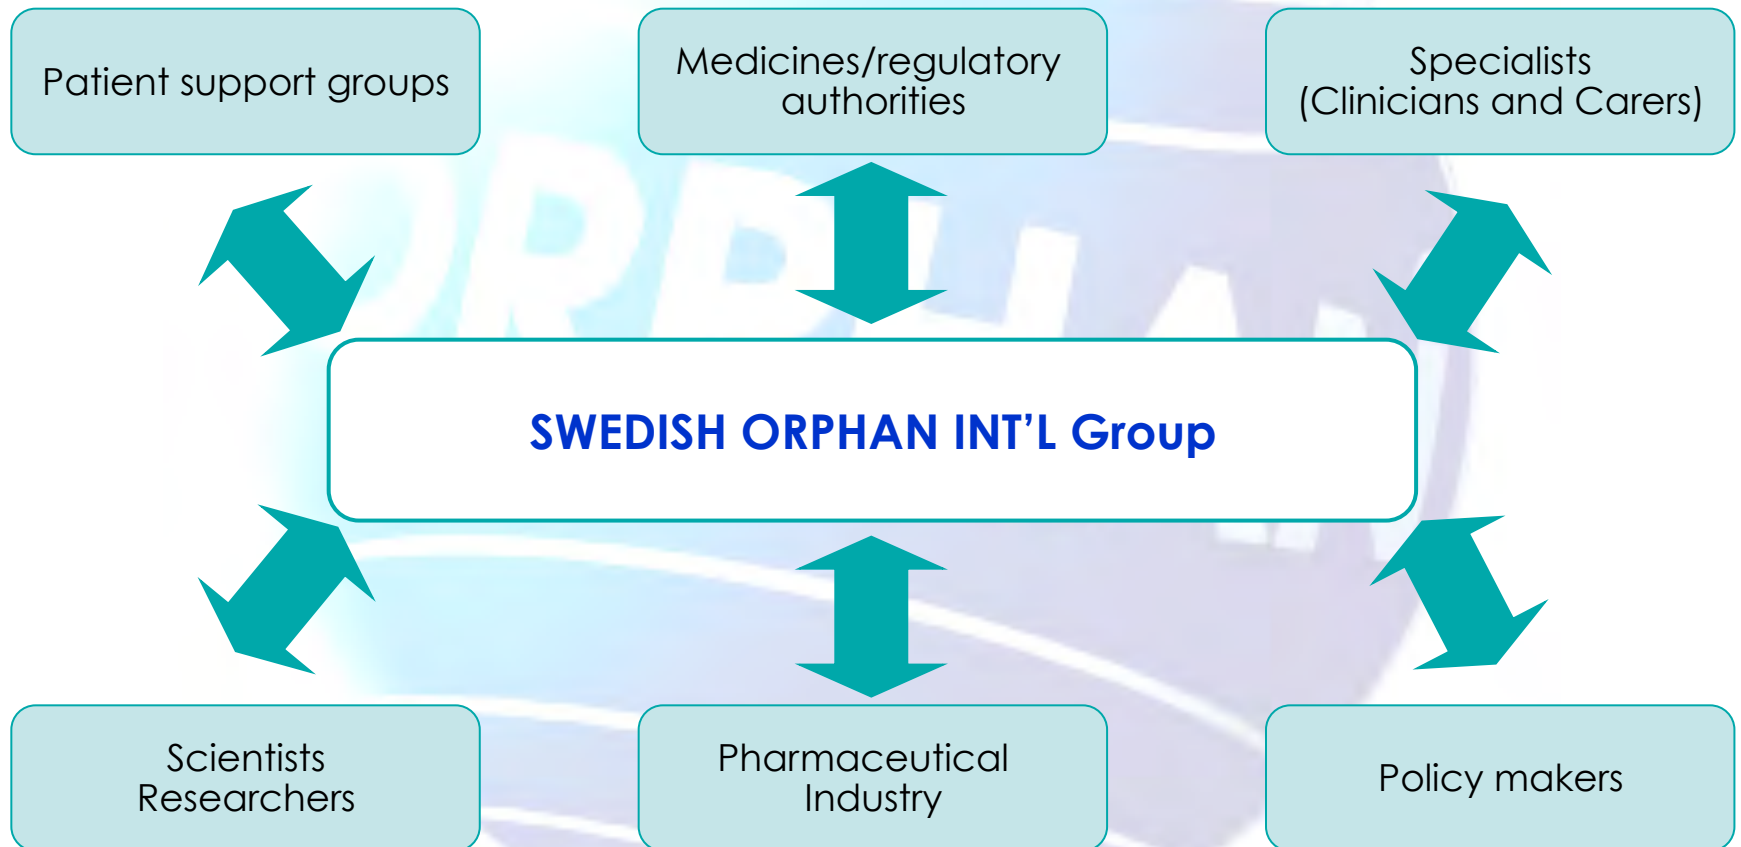 Patient support groups
Medicines/regulatory
authorities
Specialists
(Clinicians and Carers)
ORPHAN
SWEDISH ORPHAN INT’L Group
Scientists
Researchers
Pharmaceutical
Industry
Policy makers